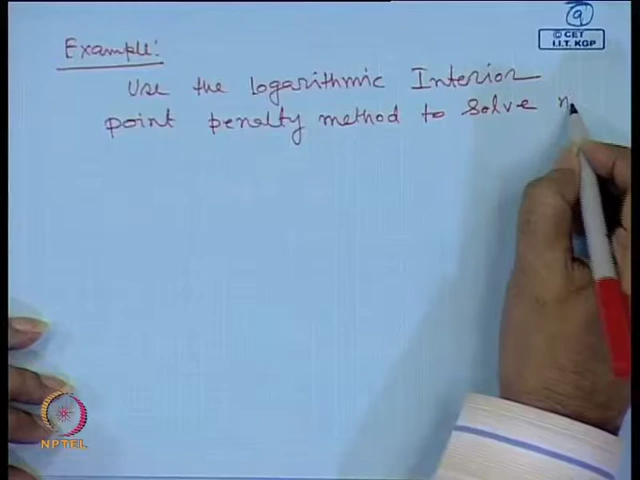 9
© CET
I.I.T. KGP
Example:
Use the logarithmic Interior
point penalty method to solve
NPTEL